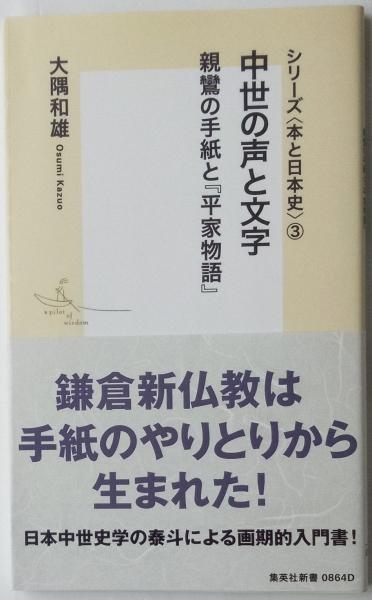 シリーズ〈本と日本史〉③
中世の声と文字
親鸞の手紙と『平家物語』
大隅和雄
Osumi Kazuo
a pilot of wisdom
鎌倉新仏教は
手紙のやりとりから
生まれた!
日本中世史学の泰斗による画期的入門書!
集英社新書 0864D